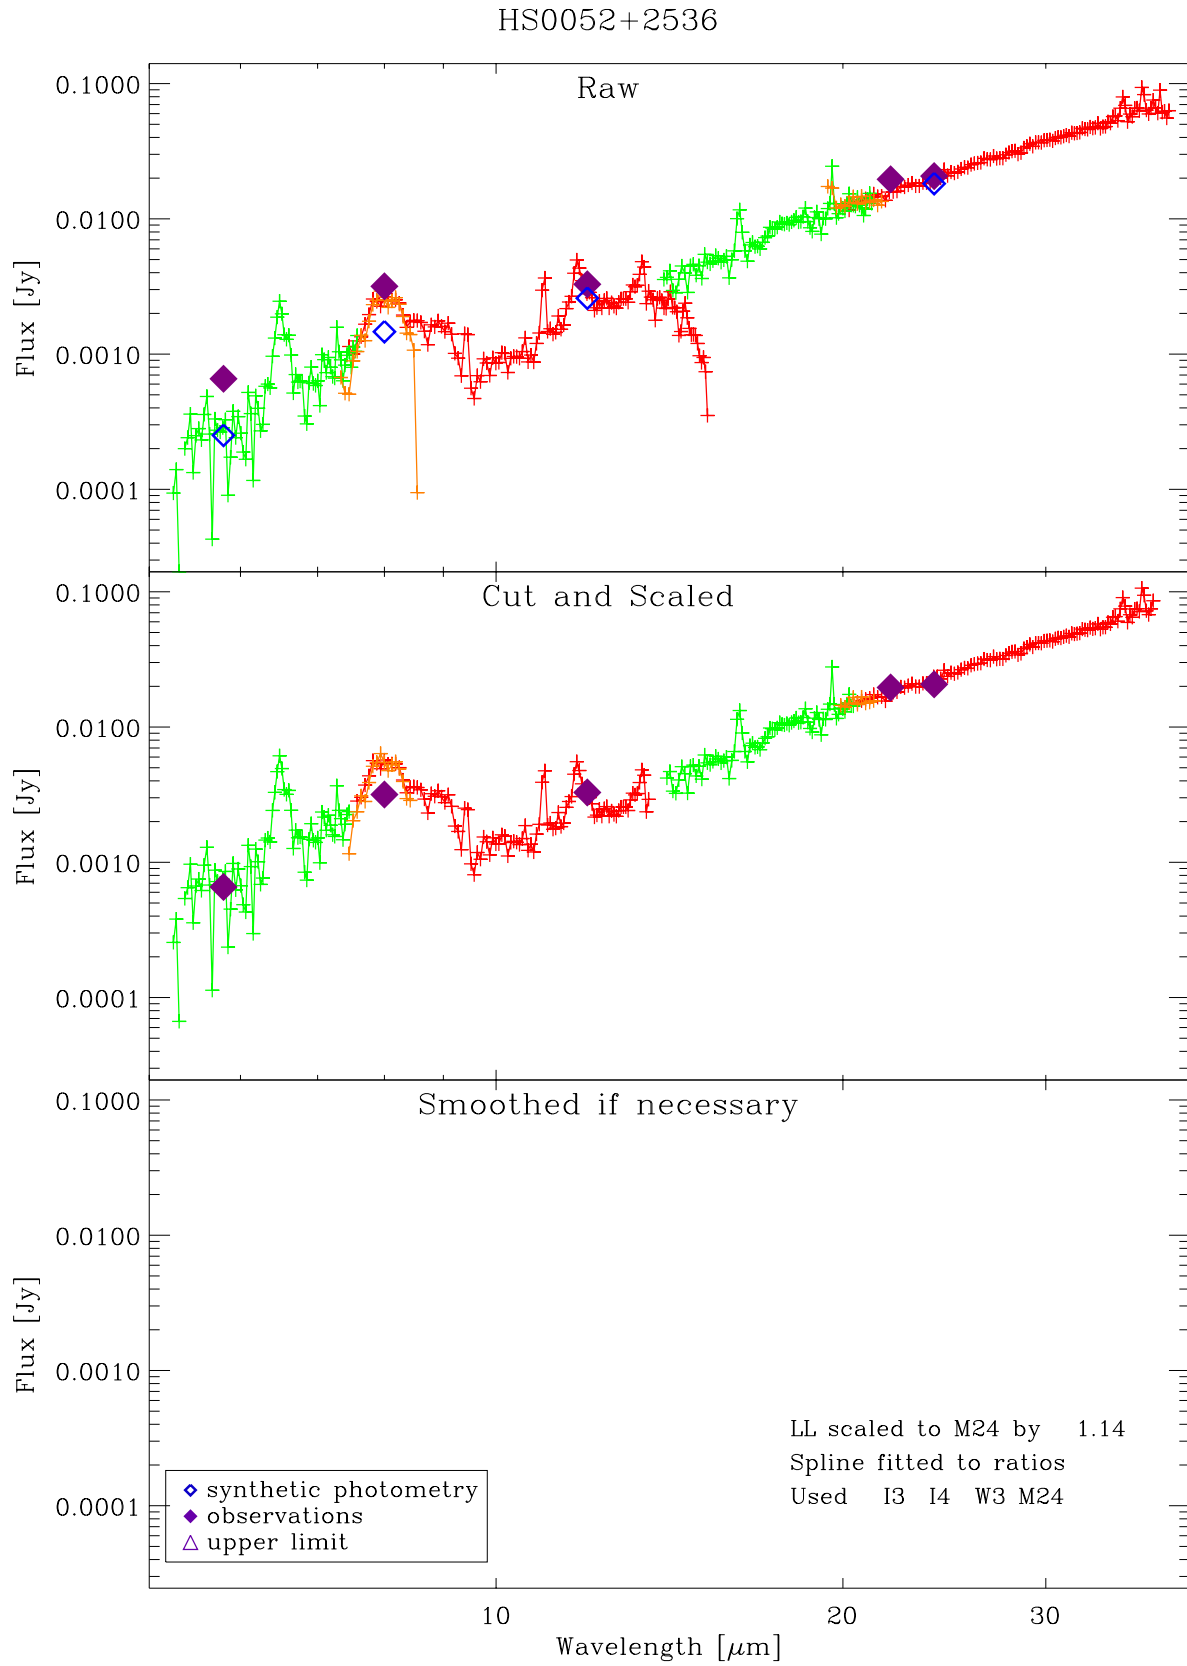 HS0052+2536
Raw
0.1000
0.0100
0.0010
0.0001
Flux [Jy]
Cut and Scaled
0.1000
0.0100
0.0010
0.0001
Flux [Jy]
Smoothed if necessary
0.1000
0.0100
0.0010
0.0001
Flux [Jy]
LL scaled to M24 by 1.14
Spline fitted to ratios
Used I3 I4 W3 M24
synthetic photometry
observations
upper limit
10 20 30
Wavelength [μm]